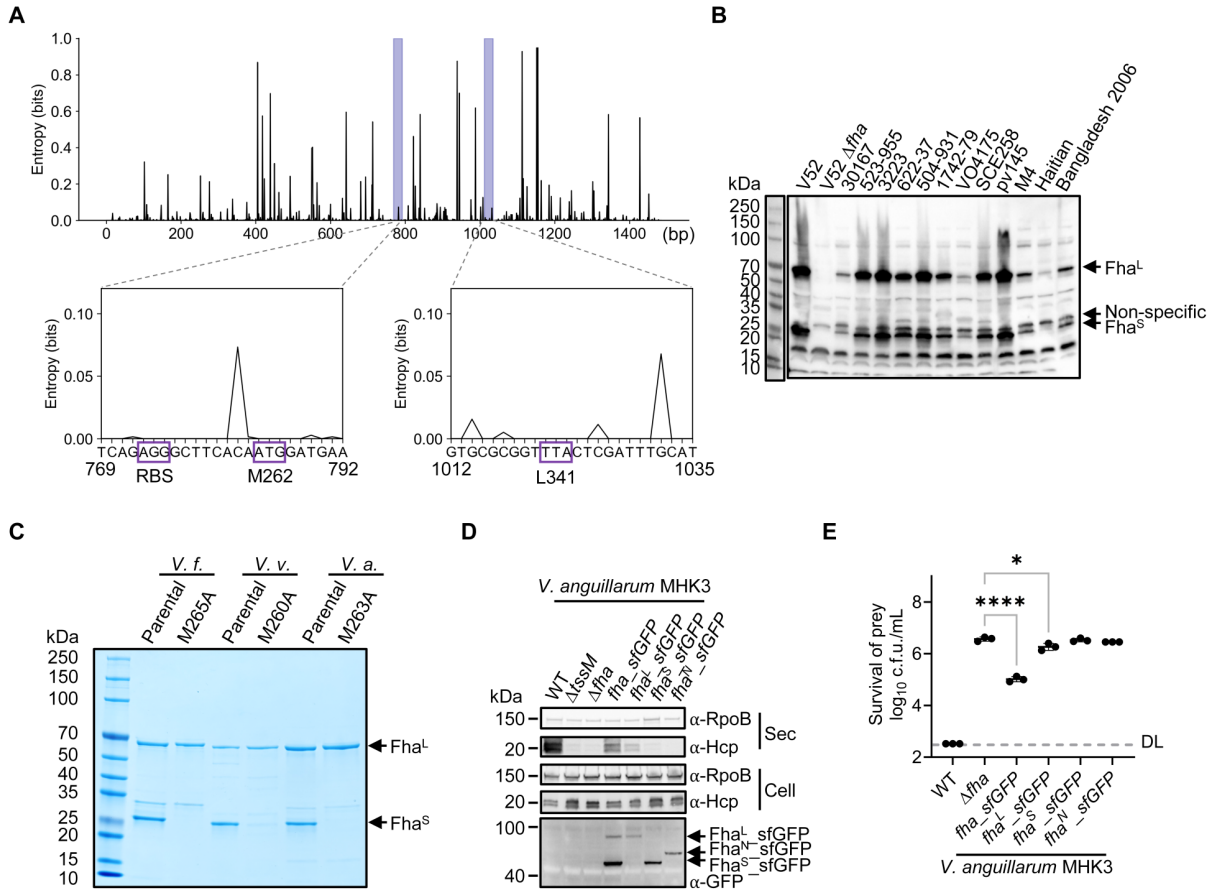 A
1.0
0.8
0.6
0.4
0.2
0.0
Entropy (bits)
0 200 400 600 800 1000 1200 1400 (bp)
0.10
0.05
0.00
Entropy (bits)
TCAGAGGGCTTCACAATGGATGAA
769 RBS M262 792
0.10
0.05
0.00
Entropy (bits)
GTGCGCGGTTTACTCGATTTGCAT
1012 L341 1035
B
kDa
V52
V52 Δfha
30167
523-955
3223
622-37
504-931
1742-79
VO4175
SCE258
pv145
M4
Haitian
Bangladesh 2006
250
150
100
70
50
40
35
25
20
15
10
Fha^L
Non-specific
Fha^S
C
V. f. V. v. V. a.
Parental
M265A
Parental
M260A
Parental
M263A
kDa
250
150
100
70
50
40
35
25
20
15
10
Fha^L
Fha^S
D
V. anguillarum MHK3
WT
ΔtssM
Δfha
fha_sfGFP
fha^L_sfGFP
fha^S_sfGFP
fha^N_sfGFP
kDa
150 α-RpoB
20 α-Hcp
Sec
150 α-RpoB
20 α-Hcp
Cell
100
40
Fha^L_sfGFP
Fha^N_sfGFP
Fha^S_sfGFP
α-GFP
E
*
****
8
6
4
2
Survival of prey
log10 c.f.u./mL
DL
WT
Δfha
fha_sfGFP
fha^L_sfGFP
fha^S_sfGFP
fha^N_sfGFP
V. anguillarum MHK3